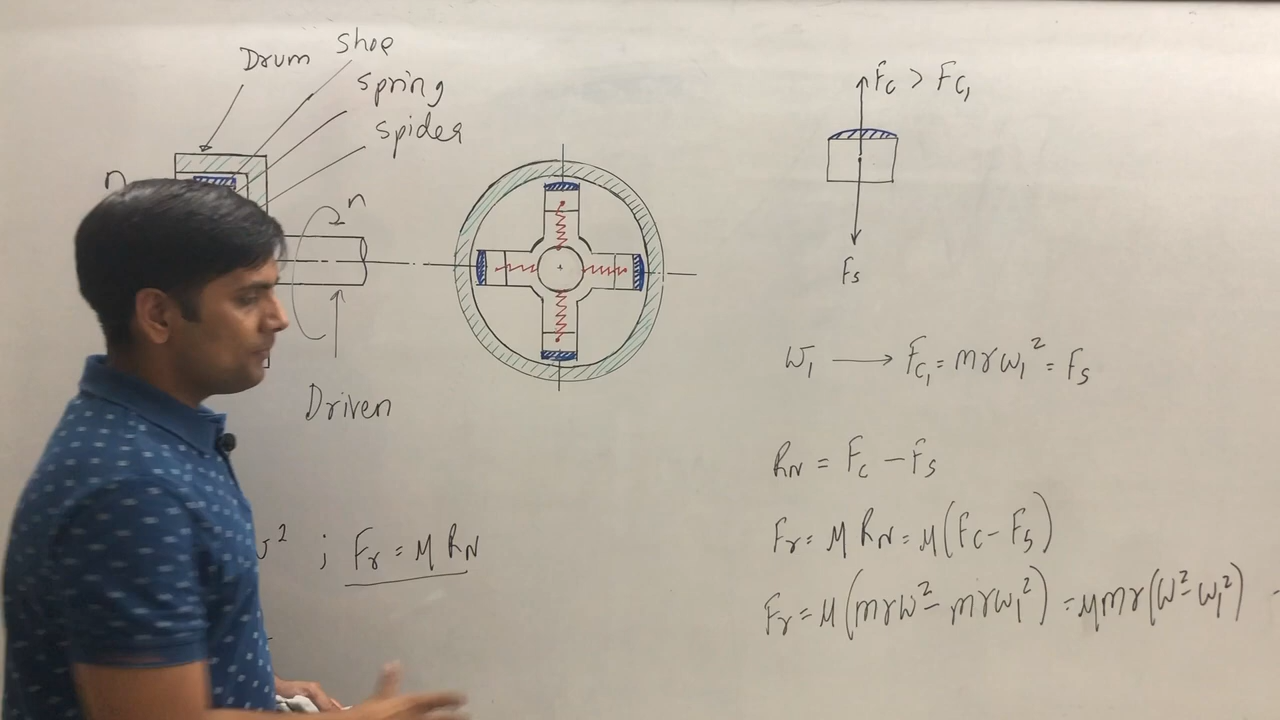 Drum
Shoe
Spring
Spider
n
n
Driven
ω² ; Fr = μ RN
Fc > Fc₁
Fs
ω₁ → Fc₁ = mrω₁² = Fs
RN = Fc - Fs
Fr = μ RN = μ(Fc - Fs)
Fr = μ(mrω² - mrω₁²) = μmr(ω² - ω₁²)